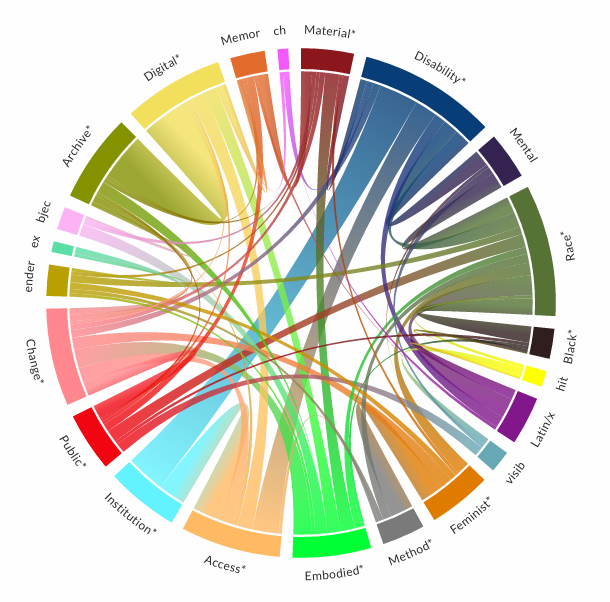 Material*
Disability*
Mental
Race*
Black*
hit
Latin/x
visib
Feminist*
Method*
Embodied*
Access*
Institution*
Public*
Change*
ender
ex
bjec
Archive*
Digital*
Memor
ch